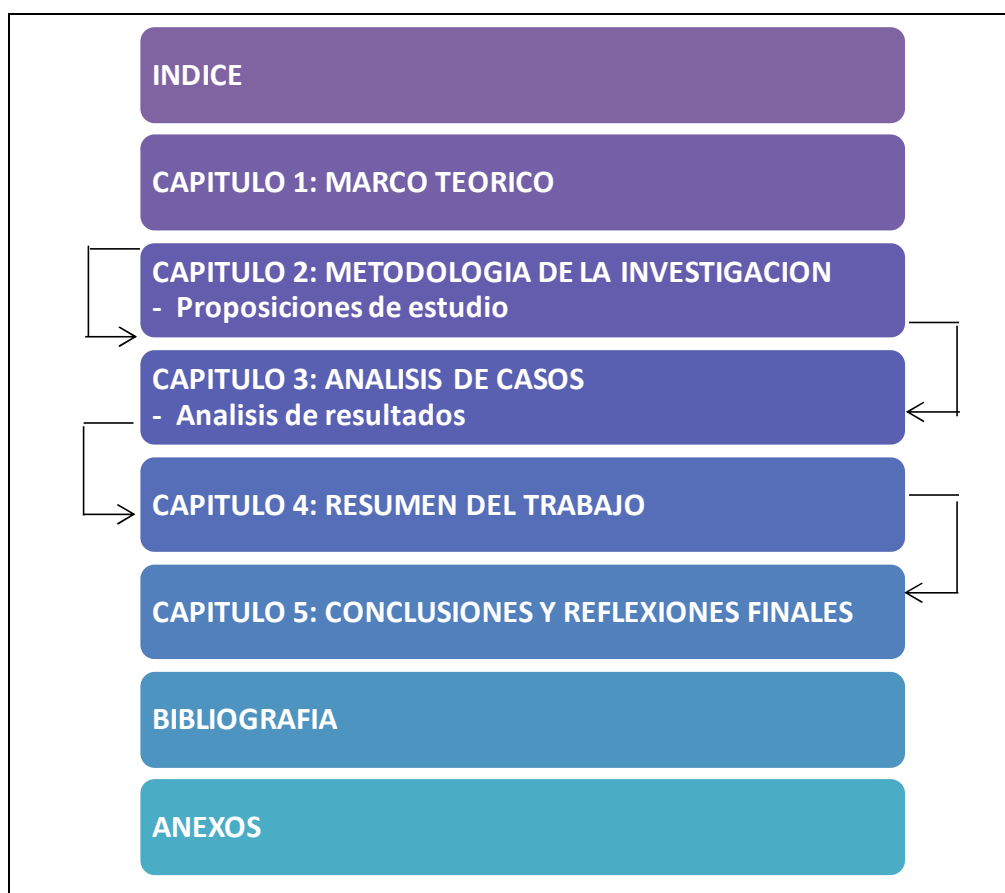 INDICE
CAPITULO 1: MARCO TEORICO
CAPITULO 2: METODOLOGIA DE LA INVESTIGACION
- Proposiciones de estudio
CAPITULO 3: ANALISIS DE CASOS
- Analisis de resultados
CAPITULO 4: RESUMEN DEL TRABAJO
CAPITULO 5: CONCLUSIONES Y REFLEXIONES FINALES
BIBLIOGRAFIA
ANEXOS